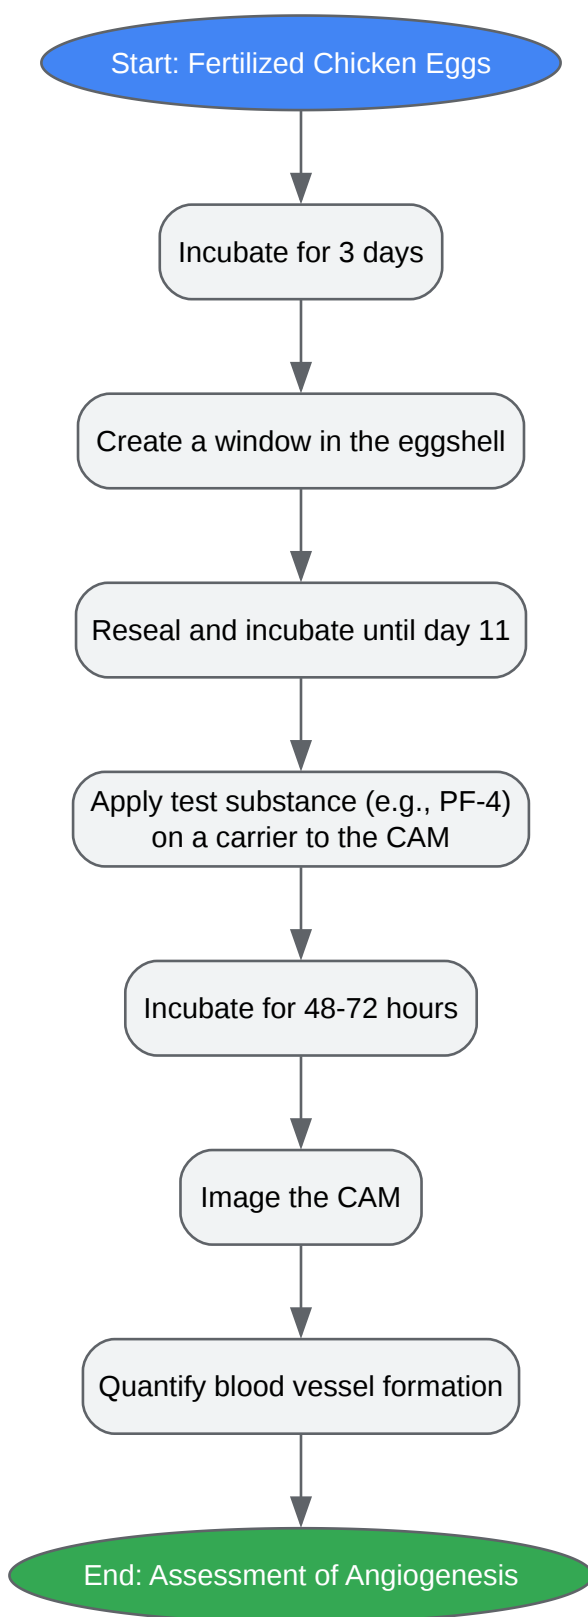 Start: Fertilized Chicken Eggs
Incubate for 3 days
Create a window in the eggshell
Reseal and incubate until day 11
Apply test substance (e.g., PF-4)
on a carrier to the CAM
Incubate for 48-72 hours
Image the CAM
Quantify blood vessel formation
End: Assessment of Angiogenesis